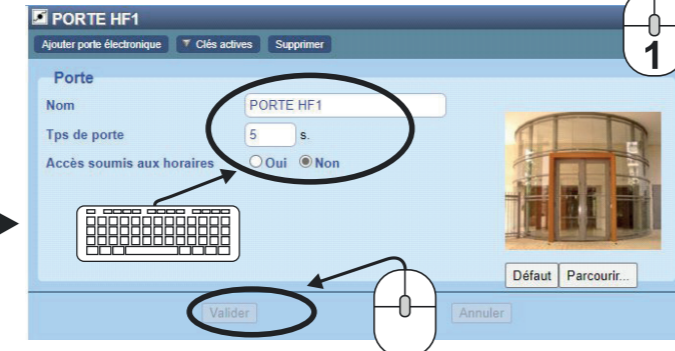 PORTE HF1
Ajouter porte électronique Clés actives Supprimer
1
Porte
Nom PORTE HF1
Tps de porte 5 s.
Accès soumis aux horaires Oui Non
Défaut Parcourir...
Valider Annuler